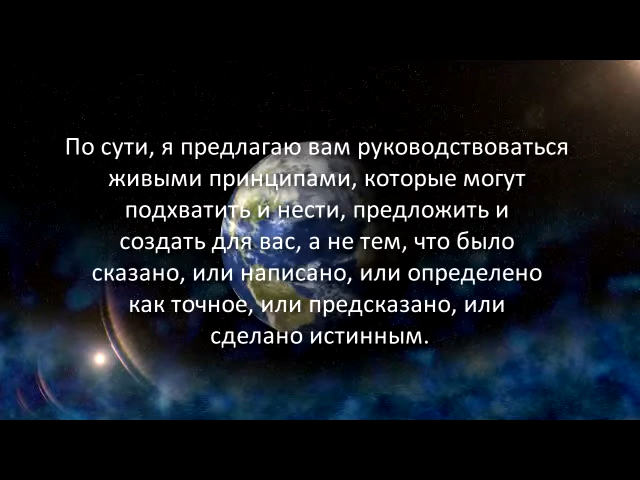 По сути, я предлагаю вам руководствоваться
живыми принципами, которые могут
подхватить и нести, предложить и
создать для вас, а не тем, что было
сказано, или написано, или определено
как точное, или предсказано, или
сделано истинным.